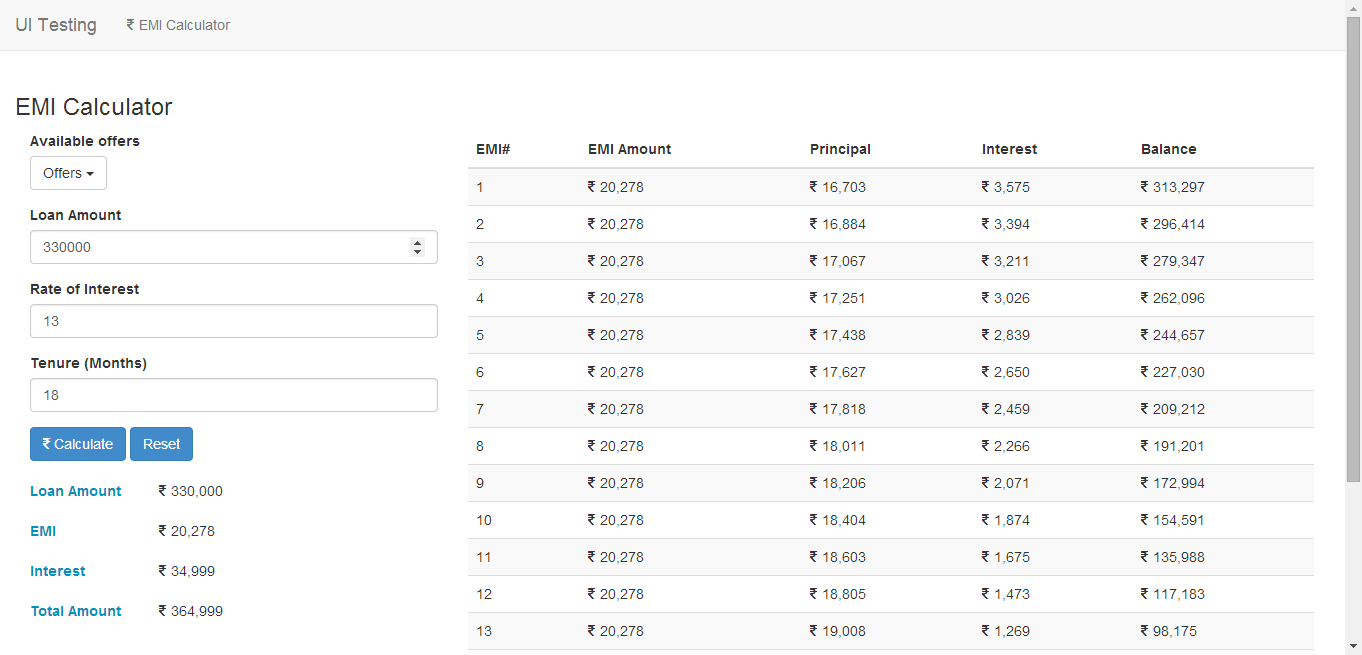 UI Testing ₹ EMI Calculator
EMI Calculator
Available offers
Offers
Loan Amount
330000
Rate of Interest
13
Tenure (Months)
18
₹ Calculate Reset
Loan Amount ₹ 330,000
EMI ₹ 20,278
Interest ₹ 34,999
Total Amount ₹ 364,999
EMI# EMI Amount Principal Interest Balance
1 ₹ 20,278 ₹ 16,703 ₹ 3,575 ₹ 313,297
2 ₹ 20,278 ₹ 16,884 ₹ 3,394 ₹ 296,414
3 ₹ 20,278 ₹ 17,067 ₹ 3,211 ₹ 279,347
4 ₹ 20,278 ₹ 17,251 ₹ 3,026 ₹ 262,096
5 ₹ 20,278 ₹ 17,438 ₹ 2,839 ₹ 244,657
6 ₹ 20,278 ₹ 17,627 ₹ 2,650 ₹ 227,030
7 ₹ 20,278 ₹ 17,818 ₹ 2,459 ₹ 209,212
8 ₹ 20,278 ₹ 18,011 ₹ 2,266 ₹ 191,201
9 ₹ 20,278 ₹ 18,206 ₹ 2,071 ₹ 172,994
10 ₹ 20,278 ₹ 18,404 ₹ 1,874 ₹ 154,591
11 ₹ 20,278 ₹ 18,603 ₹ 1,675 ₹ 135,988
12 ₹ 20,278 ₹ 18,805 ₹ 1,473 ₹ 117,183
13 ₹ 20,278 ₹ 19,008 ₹ 1,269 ₹ 98,175